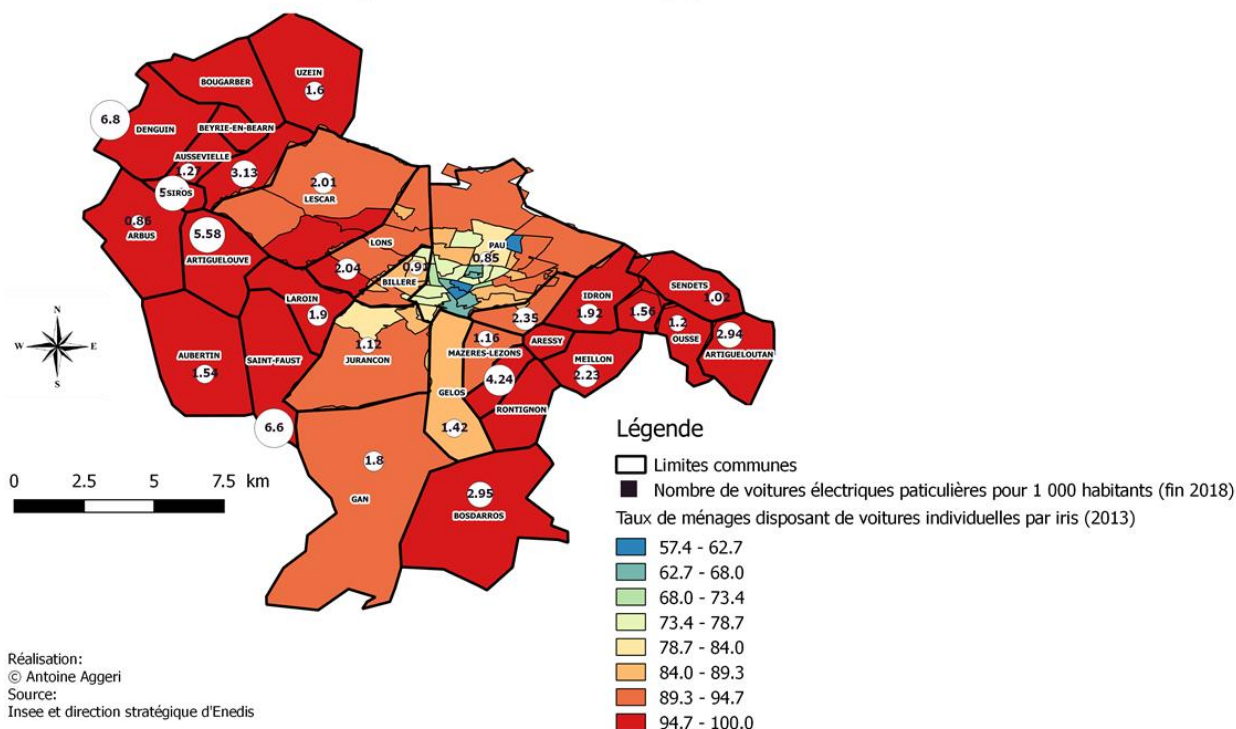 UZEIN
1.6
BOUGARBER
6.8
DENGUIN
BEYRIE-EN-BEARN
AUSSEVIELLE
1.27
3.13
5
SIROS
2.01
LESCAR
0.86
ARBUS
5.58
ARTIGUELOUVE
LONS
PAU
0.85
2.04
BILLERE
LAROIN
1.9
IDRON
1.92
SENDETS
1.02
1.56
1.2
OUSSE
2.94
ARTIGUELOUTAN
2.35
1.16
MAZERES-LEZONS
ARESSY
1.12
JURANCON
AUBERTIN
1.54
SAINT-FAUST
MEILLON
2.23
4.24
GELOS
RONTIGNON
6.6
1.42
1.8
GAN
2.95
BOSDARROS
N
W E
S
0 2.5 5 7.5 km
Légende
Limites communes
Nombre de voitures électriques paticulières pour 1 000 habitants (fin 2018)
Taux de ménages disposant de voitures individuelles par iris (2013)
57.4 - 62.7
62.7 - 68.0
68.0 - 73.4
73.4 - 78.7
78.7 - 84.0
84.0 - 89.3
89.3 - 94.7
94.7 - 100.0
Réalisation:
© Antoine Aggeri
Source:
Insee et direction stratégique d'Enedis